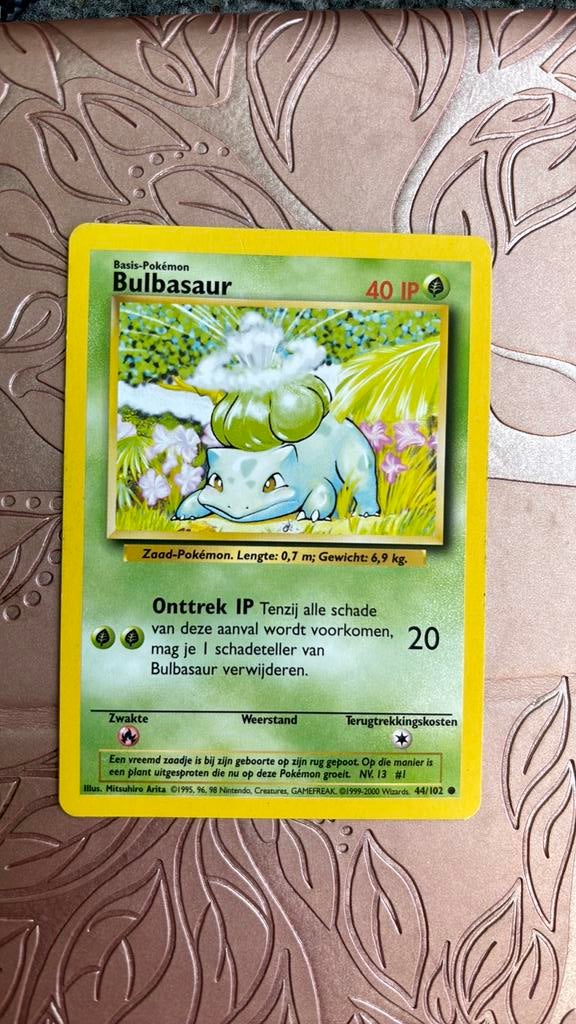 Basis-Pokémon
Bulbasaur
40 IP
Zaad-Pokémon. Lengte: 0,7 m; Gewicht: 6,9 kg.
Onttrek IP Tenzij alle schade
van deze aanval wordt voorkomen,
mag je 1 schadeteller van
Bulbasaur verwijderen.
20
Zwakte Weerstand Terugtrekkingskosten
Een vreemd zaadje is bij zijn geboorte op zijn rug gepoot. Op die manier is
een plant uitgesproten die nu op deze Pokémon groeit. NV. 13 #1
Illus. Mitsuhiro Arita ©1995, 96, 98 Nintendo, Creatures, GAMEFREAK. ©1999-2000 Wizards. 44/102